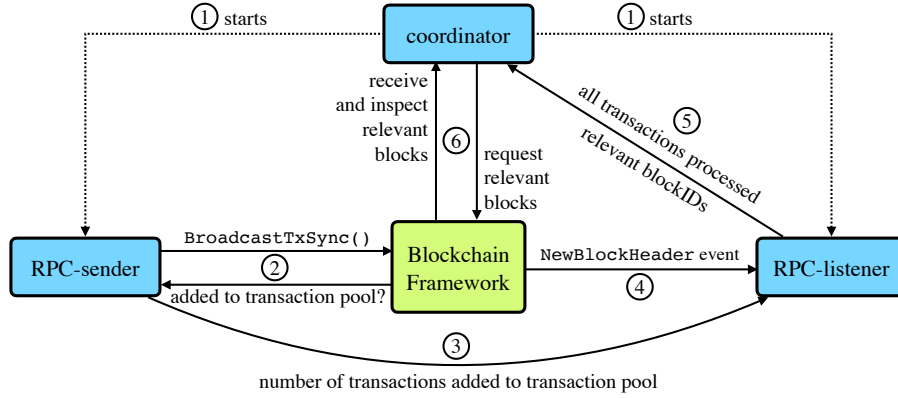 1 starts
1 starts
coordinator
receive
and inspect
relevant
blocks
6
request
relevant
blocks
all transactions processed
5
relevant blockIDs
RPC-sender
BroadcastTxSync()
2
added to transaction pool?
Blockchain
Framework
NewBlockHeader event
4
RPC-listener
3
number of transactions added to transaction pool